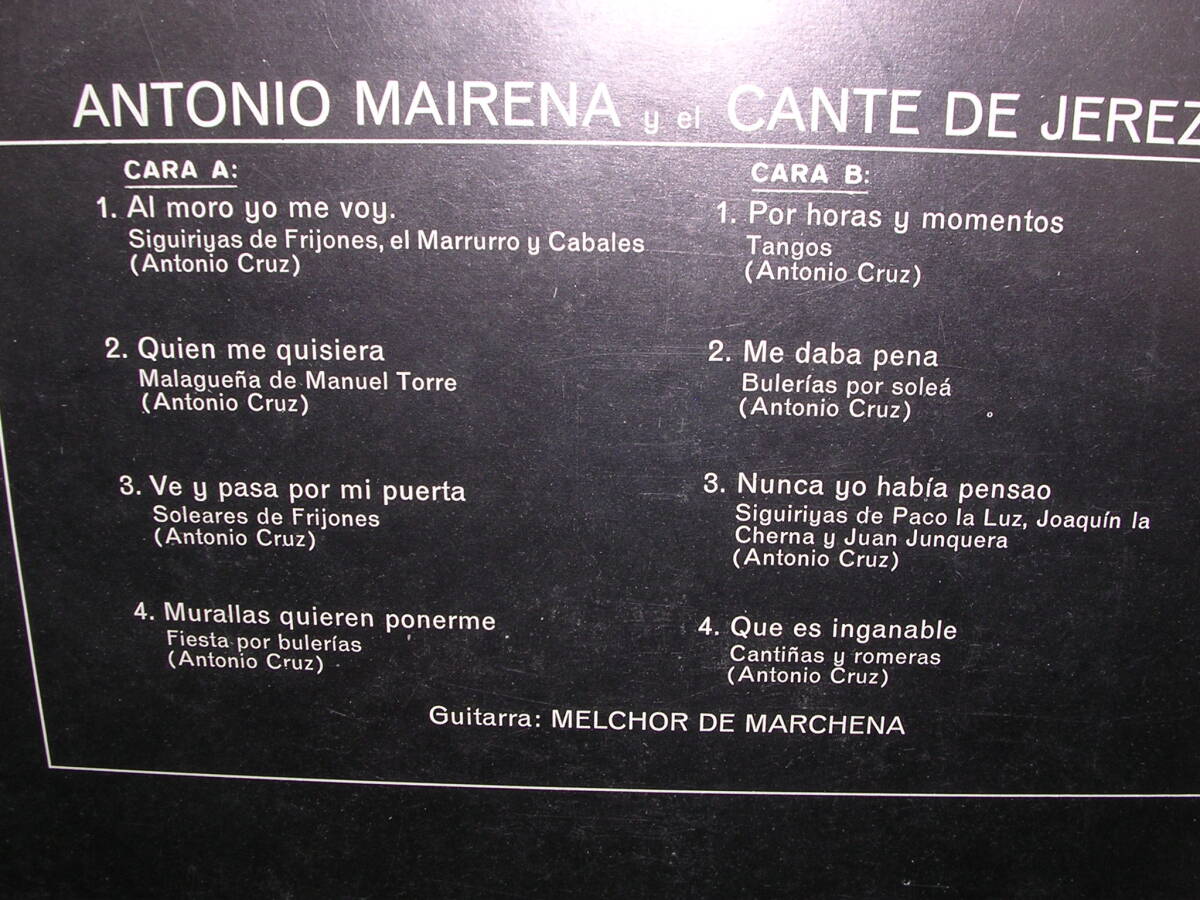 ANTONIO MAIRENA y el CANTE DE JEREZ
CARA A:
1. Al moro yo me voy.
Siguiriyas de Frijones, el Marrurro y Cabales
(Antonio Cruz)
2. Quien me quisiera
Malagueña de Manuel Torre
(Antonio Cruz)
3. Ve y pasa por mi puerta
Soleares de Frijones
(Antonio Cruz)
4. Murallas quieren ponerme
Fiesta por bulerías
(Antonio Cruz)
CARA B:
1. Por horas y momentos
Tangos
(Antonio Cruz)
2. Me daba pena
Bulerías por soleá
(Antonio Cruz)
3. Nunca yo había pensao
Siguiriyas de Paco la Luz, Joaquín la
Cherna y Juan Junquera
(Antonio Cruz)
4. Que es inganable
Cantiñas y romeras
(Antonio Cruz)
Guitarra: MELCHOR DE MARCHENA